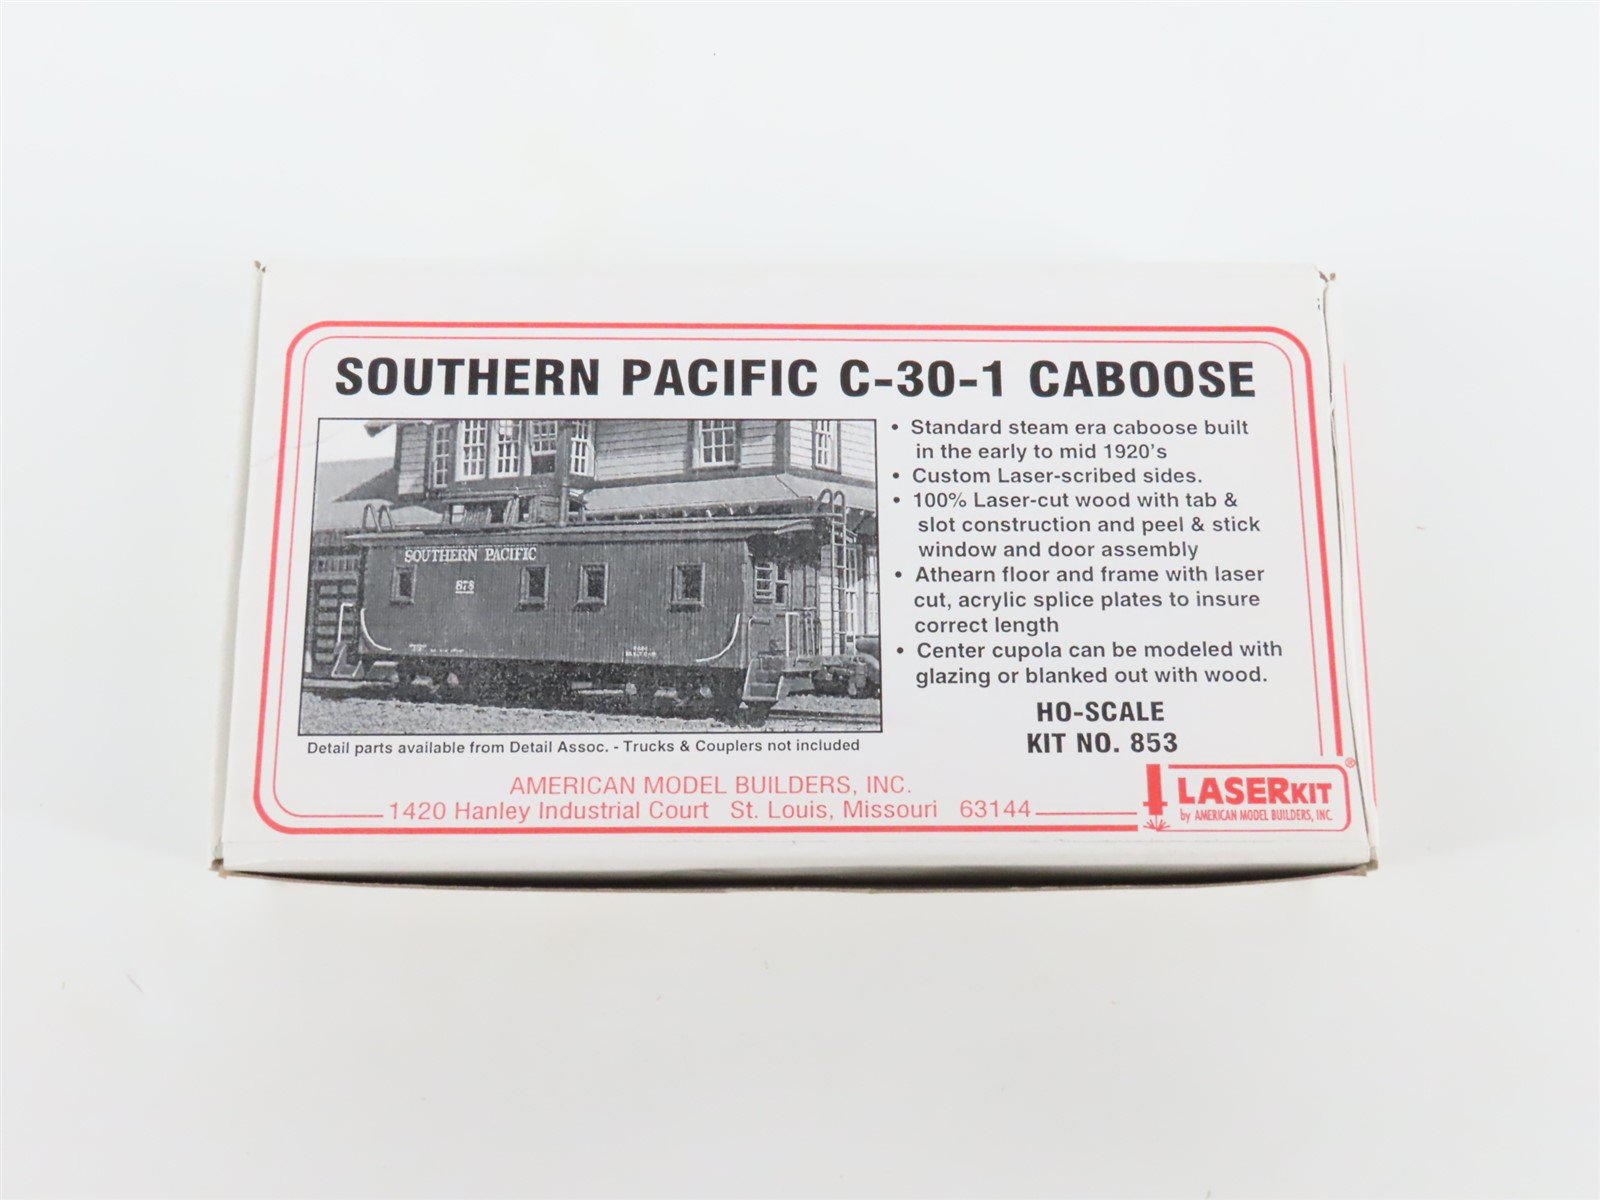 SOUTHERN PACIFIC C-30-1 CABOOSE
SOUTHERN PACIFIC
878
• Standard steam era caboose built
in the early to mid 1920's
• Custom Laser-scribed sides.
• 100% Laser-cut wood with tab &
slot construction and peel & stick
window and door assembly
• Athearn floor and frame with laser
cut, acrylic splice plates to insure
correct length
• Center cupola can be modeled with
glazing or blanked out with wood.
HO-SCALE
KIT NO. 853
Detail parts available from Detail Assoc. - Trucks & Couplers not included
AMERICAN MODEL BUILDERS, INC.
1420 Hanley Industrial Court St. Louis, Missouri 63144
LASERKIT®
by AMERICAN MODEL BUILDERS, INC.